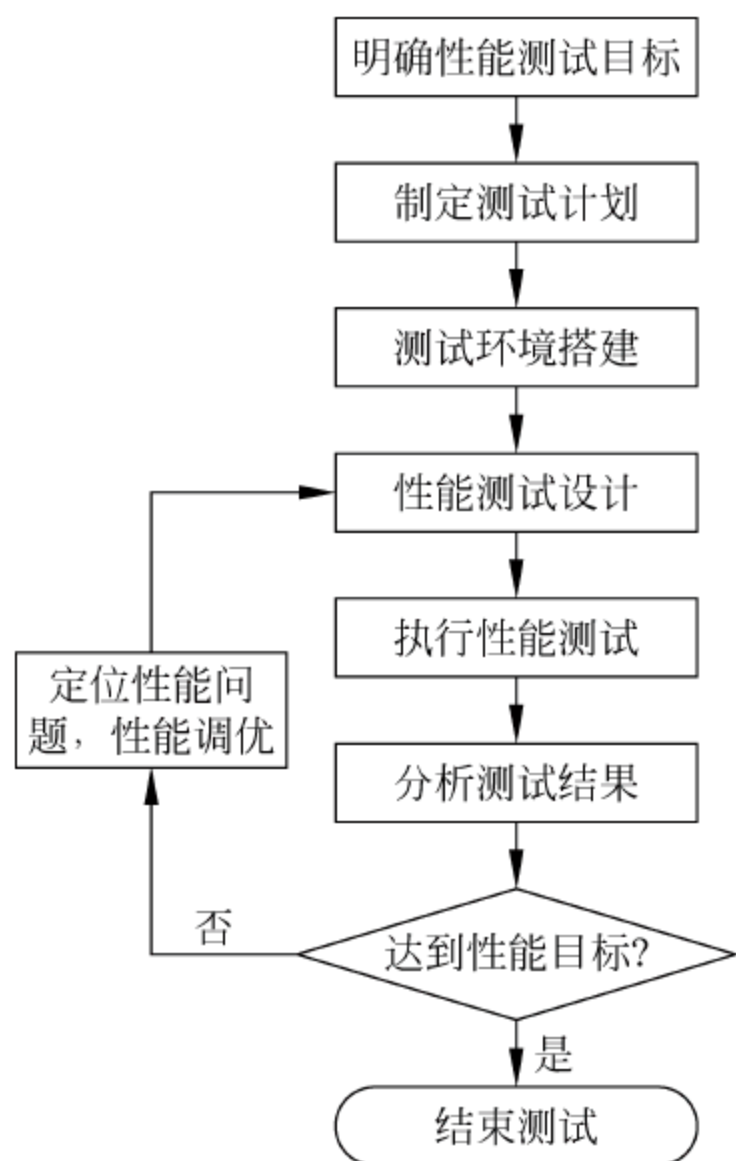 明确性能测试目标
制定测试计划
测试环境搭建
性能测试设计
执行性能测试
定位性能问
题，性能调优
分析测试结果
否
达到性能目标?
是
结束测试